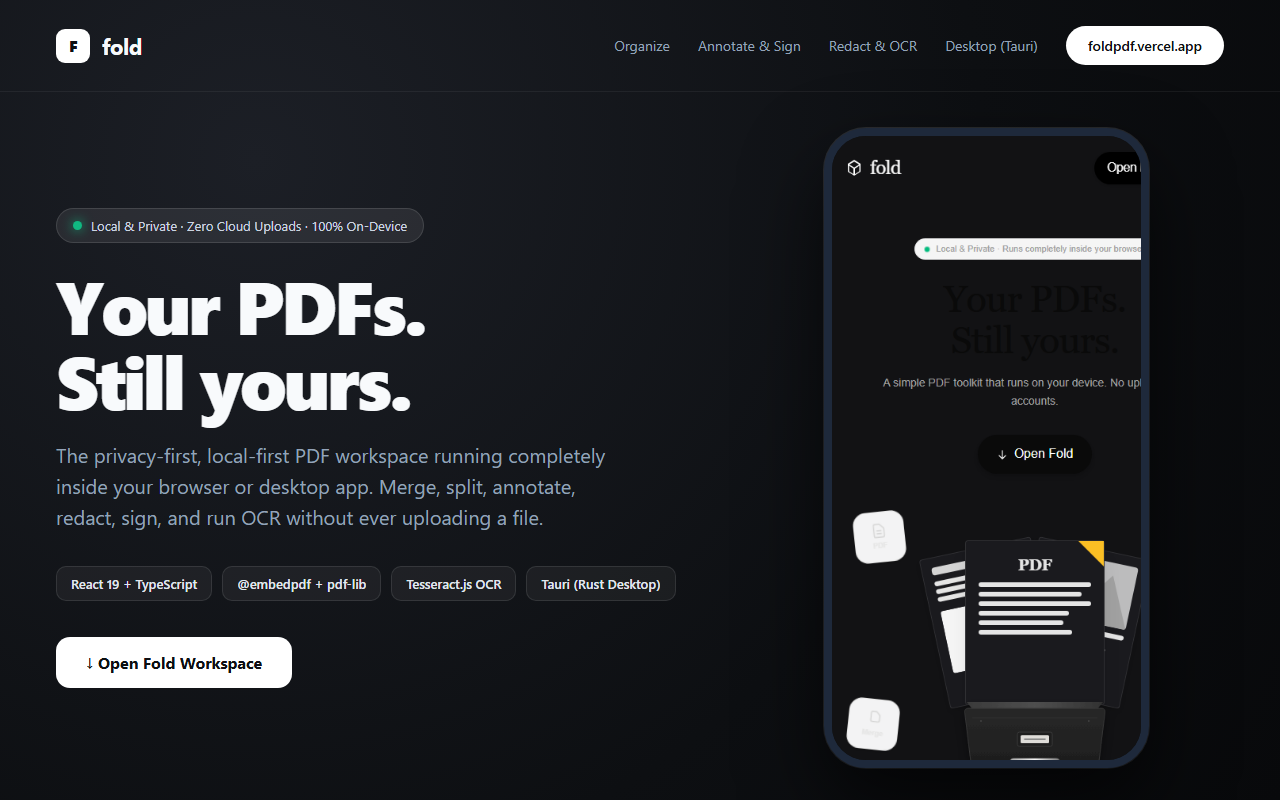 F fold
Organize
Annotate & Sign
Redact & OCR
Desktop (Tauri)
foldpdf.vercel.app
Local & Private · Zero Cloud Uploads · 100% On-Device
Your PDFs.
Still yours.
The privacy-first, local-first PDF workspace running completely
inside your browser or desktop app. Merge, split, annotate,
redact, sign, and run OCR without ever uploading a file.
React 19 + TypeScript
@embedpdf + pdf-lib
Tesseract.js OCR
Tauri (Rust Desktop)
↓ Open Fold Workspace
fold
Open
Local & Private · Runs completely inside your browse
Your PDFs.
Still yours.
A simple PDF toolkit that runs on your device. No upl
accounts.
↓ Open Fold
PDF
PDF
Merge